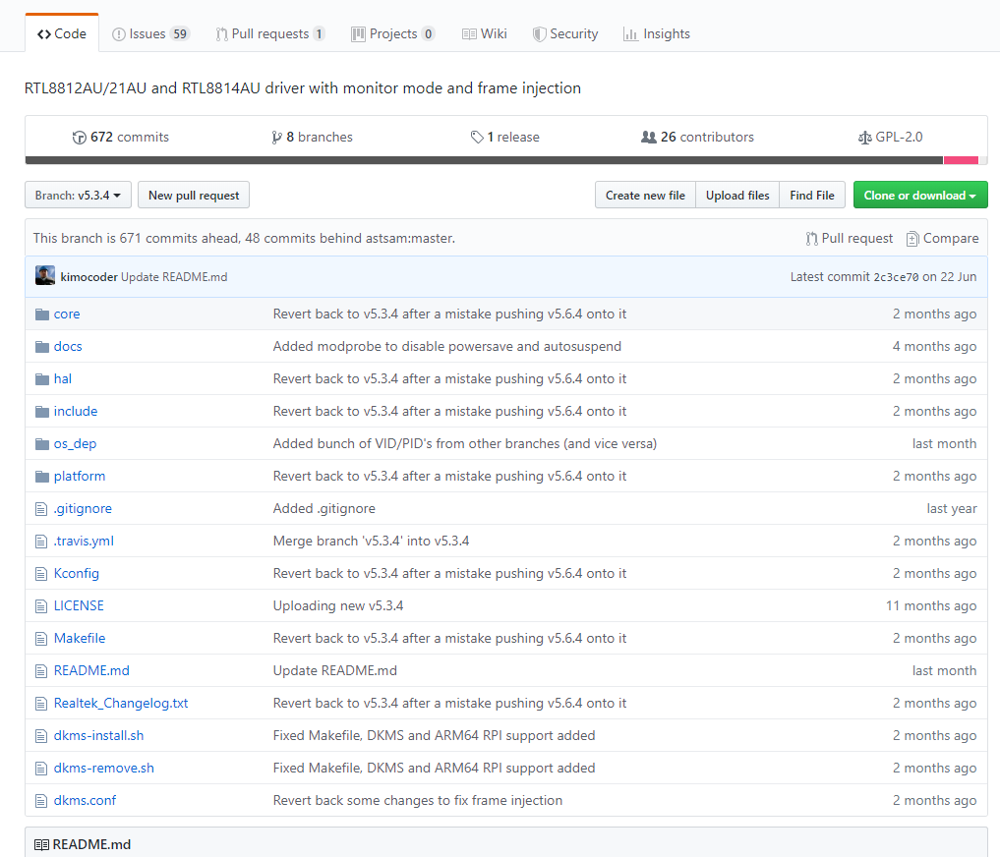 Code Issues 59 Pull requests 1 Projects 0 Wiki Security Insights
RTL8812AU/21AU and RTL8814AU driver with monitor mode and frame injection
672 commits 8 branches 1 release 26 contributors GPL-2.0
Branch: v5.3.4 New pull request Create new file Upload files Find File Clone or download
This branch is 671 commits ahead, 48 commits behind astsam:master. Pull request Compare
kimocoder Update README.md Latest commit 2c3ce70 on 22 Jun
core Revert back to v5.3.4 after a mistake pushing v5.6.4 onto it 2 months ago
docs Added modprobe to disable powersave and autosuspend 4 months ago
hal Revert back to v5.3.4 after a mistake pushing v5.6.4 onto it 2 months ago
include Revert back to v5.3.4 after a mistake pushing v5.6.4 onto it 2 months ago
os_dep Added bunch of VID/PID's from other branches (and vice versa) last month
platform Revert back to v5.3.4 after a mistake pushing v5.6.4 onto it 2 months ago
.gitignore Added .gitignore last year
.travis.yml Merge branch 'v5.3.4' into v5.3.4 2 months ago
Kconfig Revert back to v5.3.4 after a mistake pushing v5.6.4 onto it 2 months ago
LICENSE Uploading new v5.3.4 11 months ago
Makefile Revert back to v5.3.4 after a mistake pushing v5.6.4 onto it 2 months ago
README.md Update README.md last month
Realtek_Changelog.txt Revert back to v5.3.4 after a mistake pushing v5.6.4 onto it 2 months ago
dkms-install.sh Fixed Makefile, DKMS and ARM64 RPI support added 2 months ago
dkms-remove.sh Fixed Makefile, DKMS and ARM64 RPI support added 2 months ago
dkms.conf Revert back some changes to fix frame injection 2 months ago
README.md